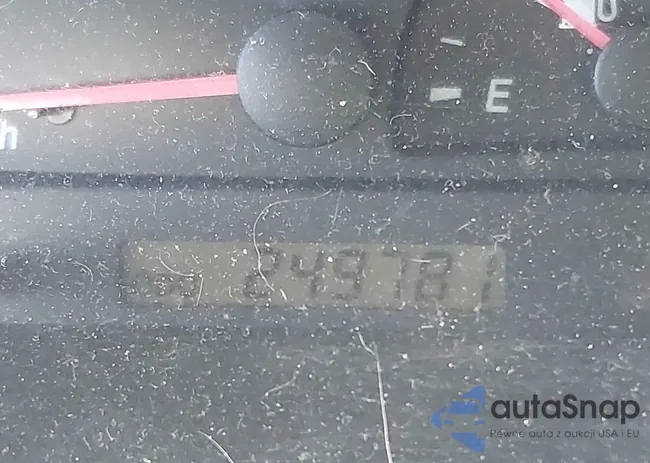 E
h
249781
autaSnap
Pewne auta z aukcji USA i EU